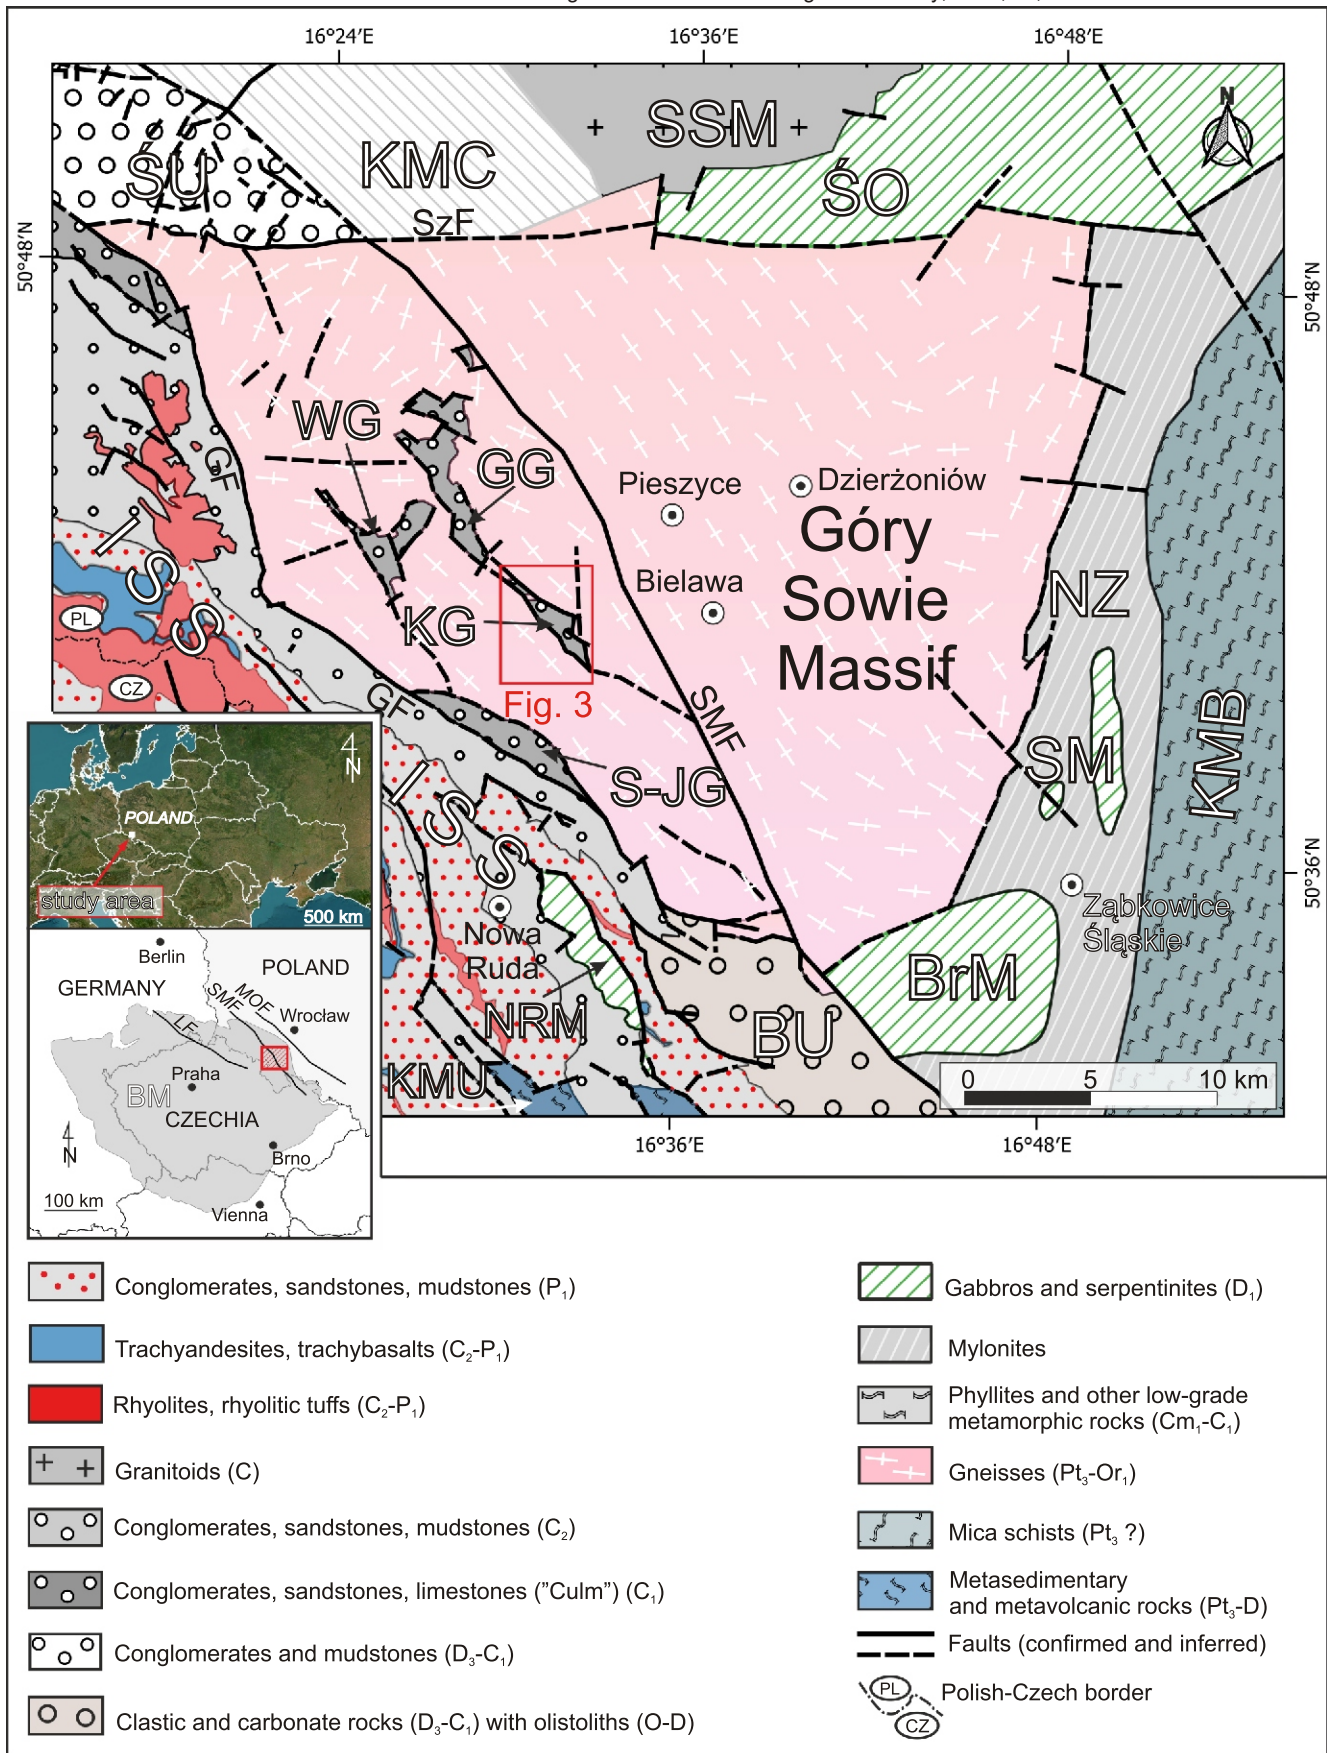 16°24′E
16°36′E
16°48′E
N
SSM
KMC
ŚU
ŚO
SzF
50°48′N
50°48′N
WG
GG
GF
Pieszyce
Dzierżoniów
Góry
Sowie
Massif
Bielawa
NZ
ISS
PL
KG
CZ
Fig. 3
GF
SMF
KMB
SM
S-JG
ISS
50°36′N
Ząbkowice
Śląskie
Nowa
Ruda
NRM
BrM
BU
KMU
0 5 10 km
16°36′E
16°48′E
N
POLAND
study area
500 km
Berlin
POLAND
GERMANY
SMF
MOF
LF
Wrocław
Praha
BM
CZECHIA
N
Brno
100 km
Vienna
Conglomerates, sandstones, mudstones (P₁)
Trachyandesites, trachybasalts (C₂-P₁)
Rhyolites, rhyolitic tuffs (C₂-P₁)
Granitoids (C)
Conglomerates, sandstones, mudstones (C₂)
Conglomerates, sandstones, limestones (”Culm”) (C₁)
Conglomerates and mudstones (D₃-C₁)
Clastic and carbonate rocks (D₃-C₁) with olistoliths (O-D)
Gabbros and serpentinites (D₁)
Mylonites
Phyllites and other low-grade
metamorphic rocks (Cm₁-C₁)
Gneisses (Pt₃-Or₁)
Mica schists (Pt₃ ?)
Metasedimentary
and metavolcanic rocks (Pt₃-D)
Faults (confirmed and inferred)
PL
Polish-Czech border
CZ